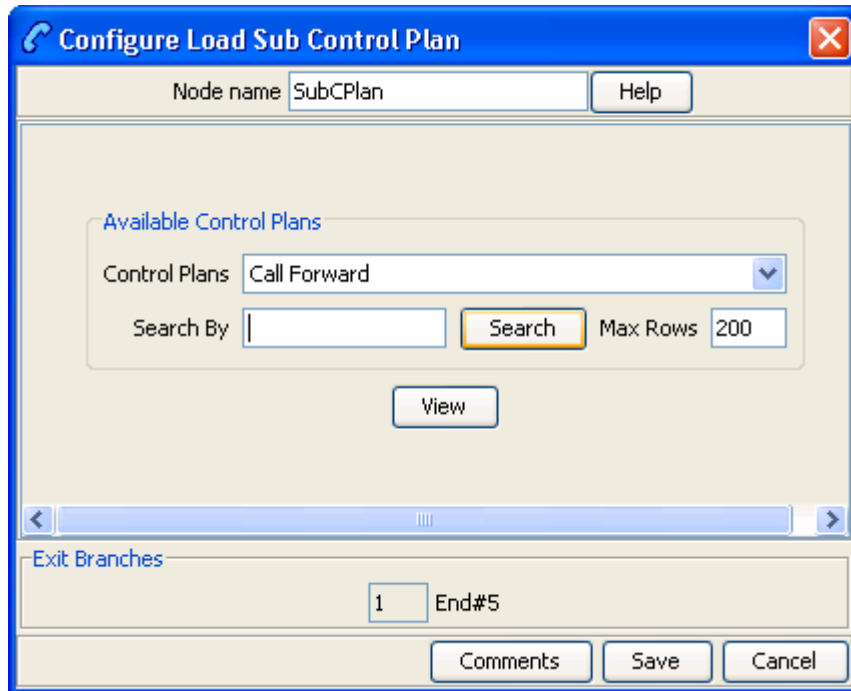 Configure Load Sub Control Plan
Node name SubCPlan Help
Available Control Plans
Control Plans Call Forward
Search By Search Max Rows 200
View
Exit Branches
1 End#5
Comments Save Cancel